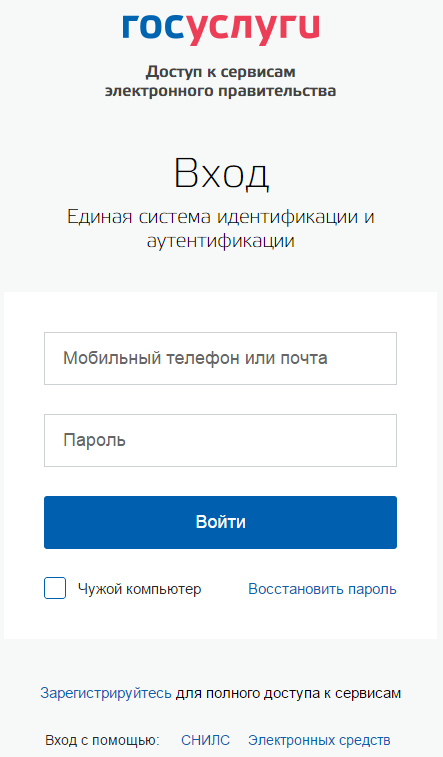 госуслуги
Доступ к сервисам
электронного правительства
Вход
Единая система идентификации и
аутентификации
Мобильный телефон или почта
Пароль
Войти
Чужой компьютер Восстановить пароль
Зарегистрируйтесь для полного доступа к сервисам
Вход с помощью: СНИЛС Электронных средств